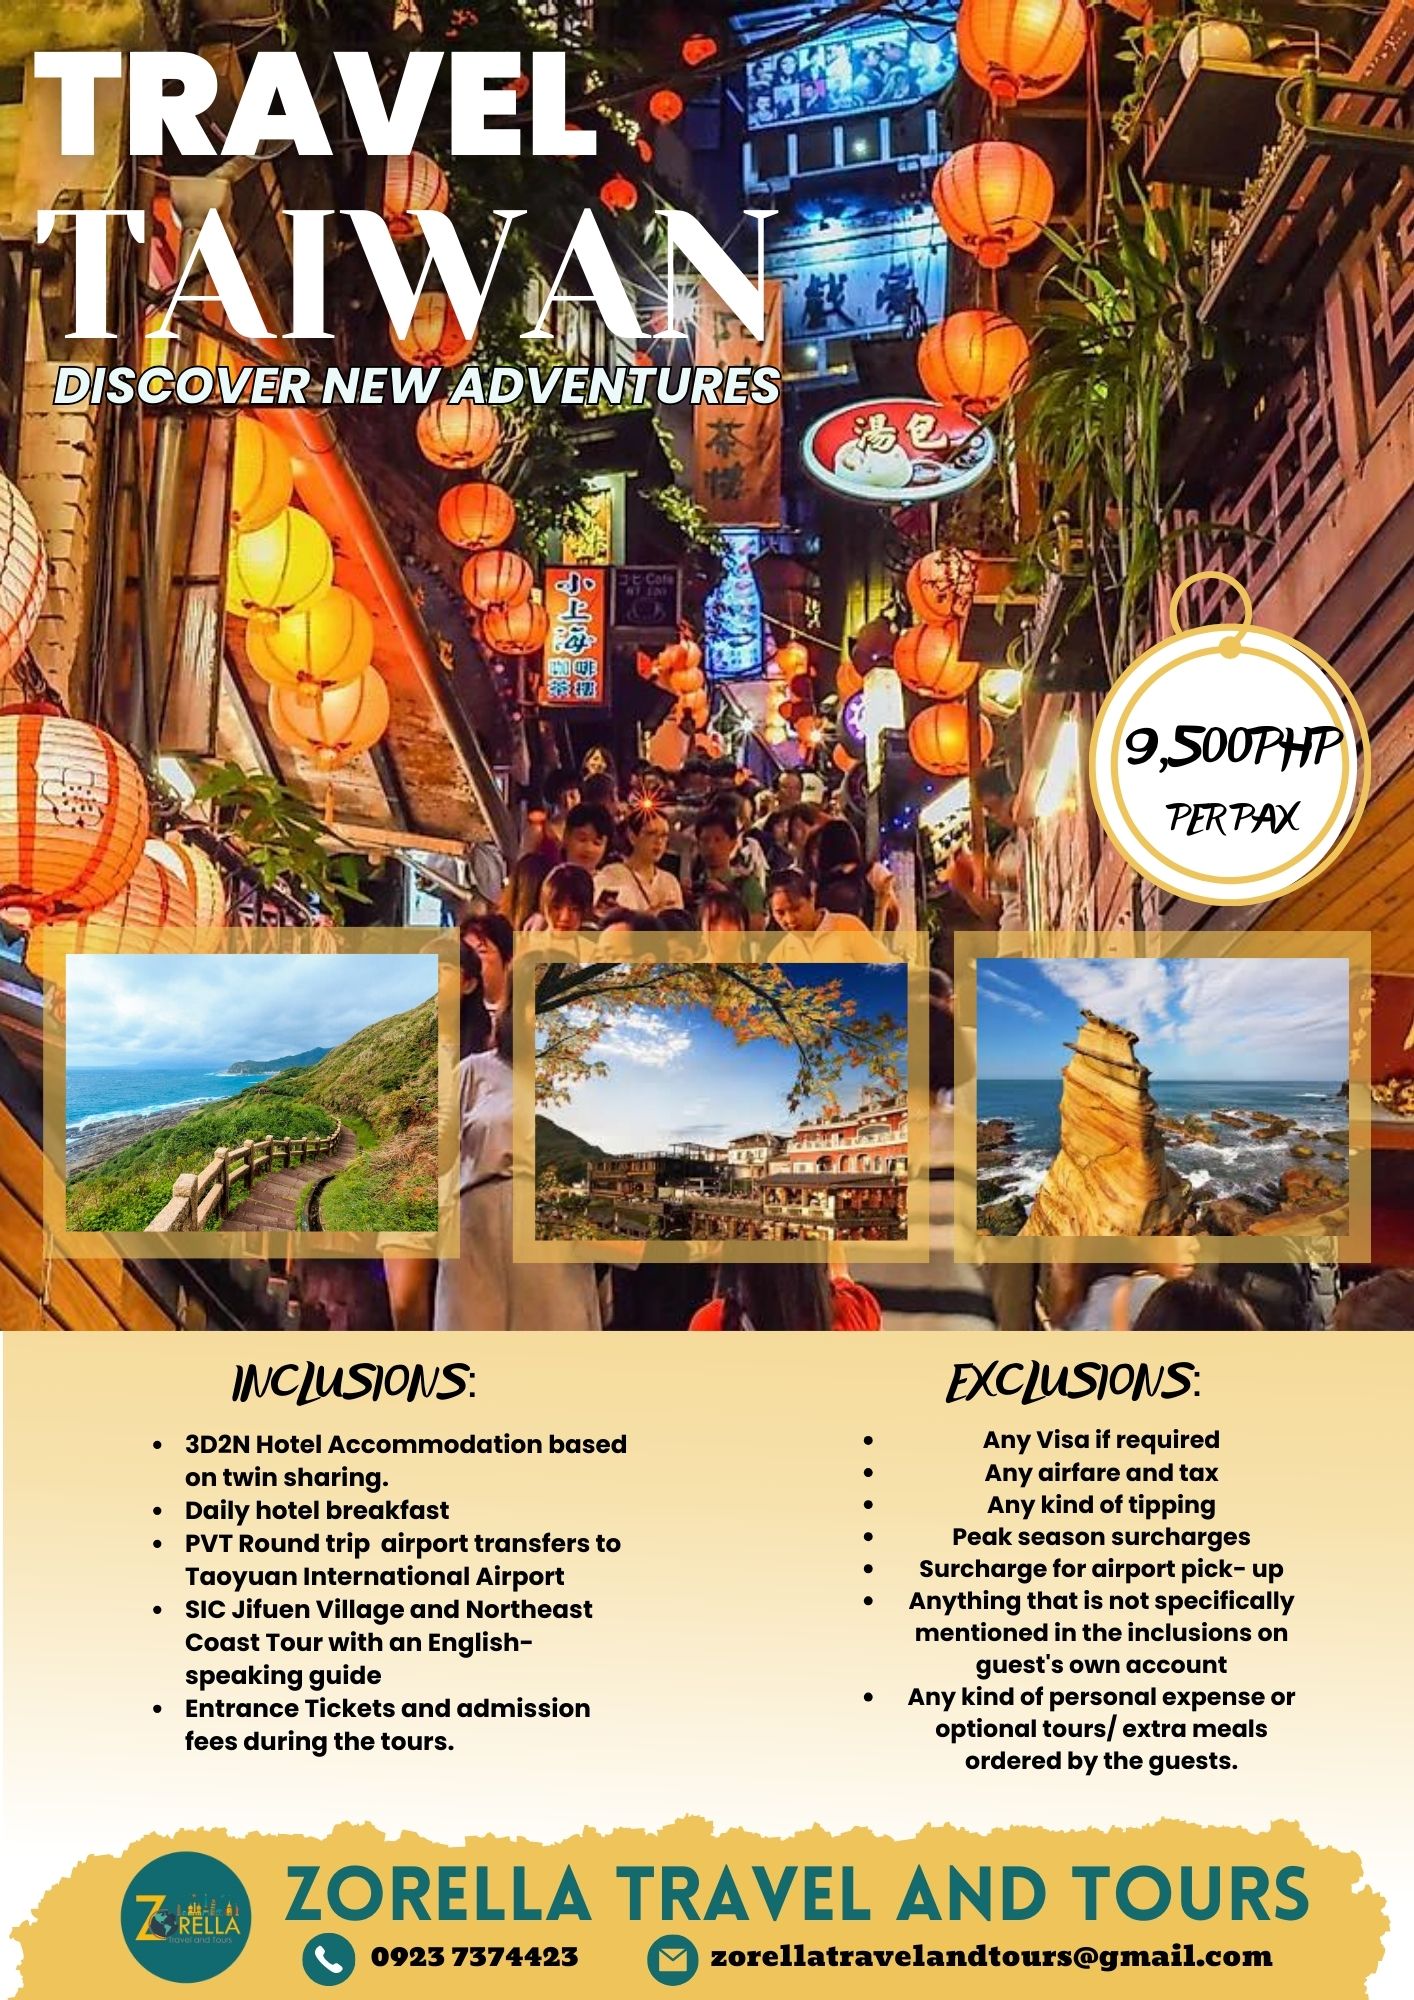 TRAVEL
TAIWAN
DISCOVER NEW ADVENTURES
湯包
茶樓
小上海
咖啡
茶樓
9,500PHP
PER PAX
INCLUSIONS:
3D2N Hotel Accommodation based
on twin sharing.
Daily hotel breakfast
PVT Round trip airport transfers to
Taoyuan International Airport
SIC Jifuen Village and Northeast
Coast Tour with an English-
speaking guide
Entrance Tickets and admission
fees during the tours.
EXCLUSIONS:
Any Visa if required
Any airfare and tax
Any kind of tipping
Peak season surcharges
Surcharge for airport pick- up
Anything that is not specifically
mentioned in the inclusions on
guest's own account
Any kind of personal expense or
optional tours/ extra meals
ordered by the guests.
ZORELLA
Travel and Tours
ZORELLA TRAVEL AND TOURS
0923 7374423
zorellatravelandtours@gmail.com